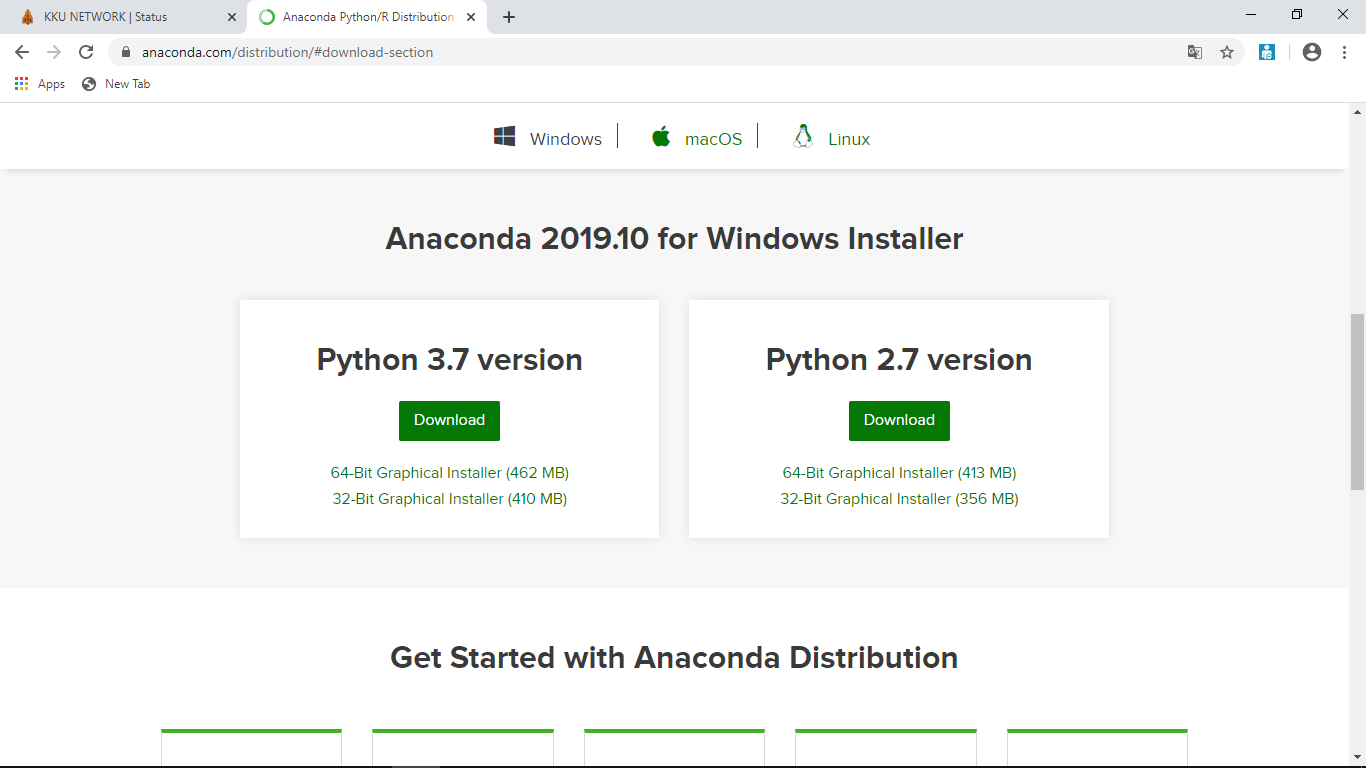 KKU NETWORK | Status
Anaconda Python/R Distribution
anaconda.com/distribution/#download-section
Apps
New Tab
Windows
macOS
Linux
Anaconda 2019.10 for Windows Installer
Python 3.7 version
Download
64-Bit Graphical Installer (462 MB)
32-Bit Graphical Installer (410 MB)
Python 2.7 version
Download
64-Bit Graphical Installer (413 MB)
32-Bit Graphical Installer (356 MB)
Get Started with Anaconda Distribution